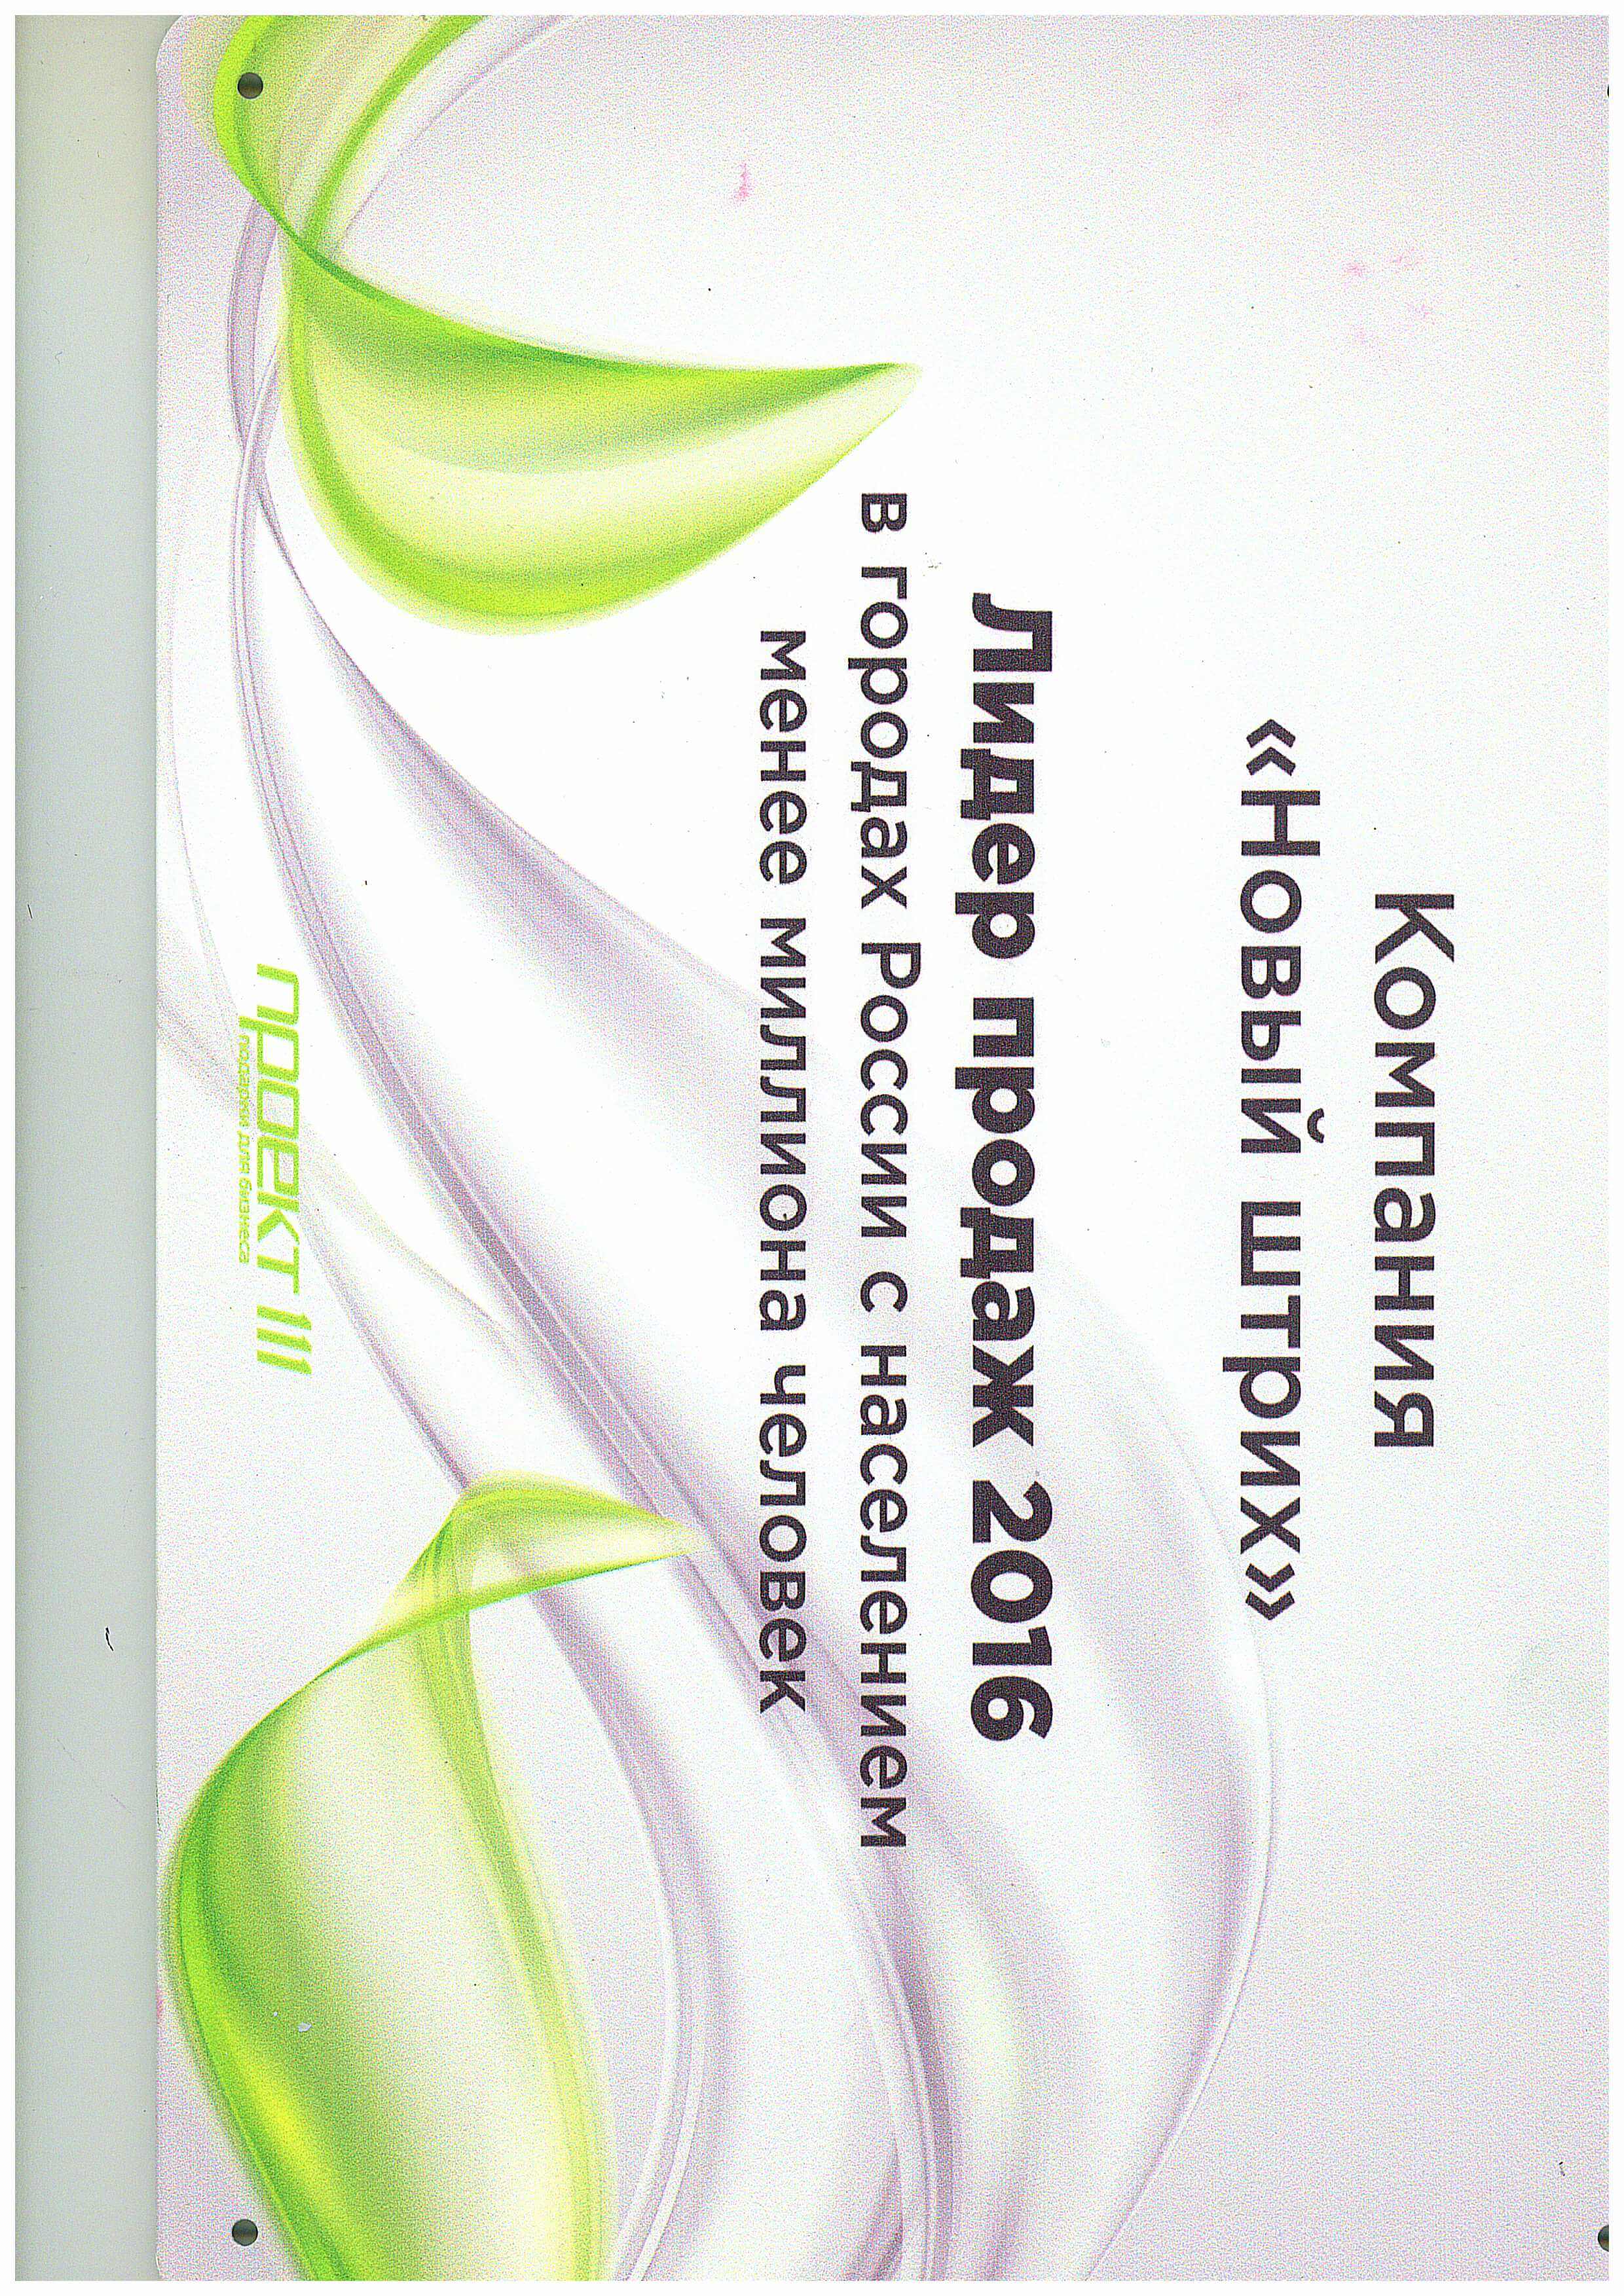 Компания
«Новый штрих»
Лидер продаж 2016
в городах России с населением
менее миллиона человек
проект 111
подарки для бизнеса